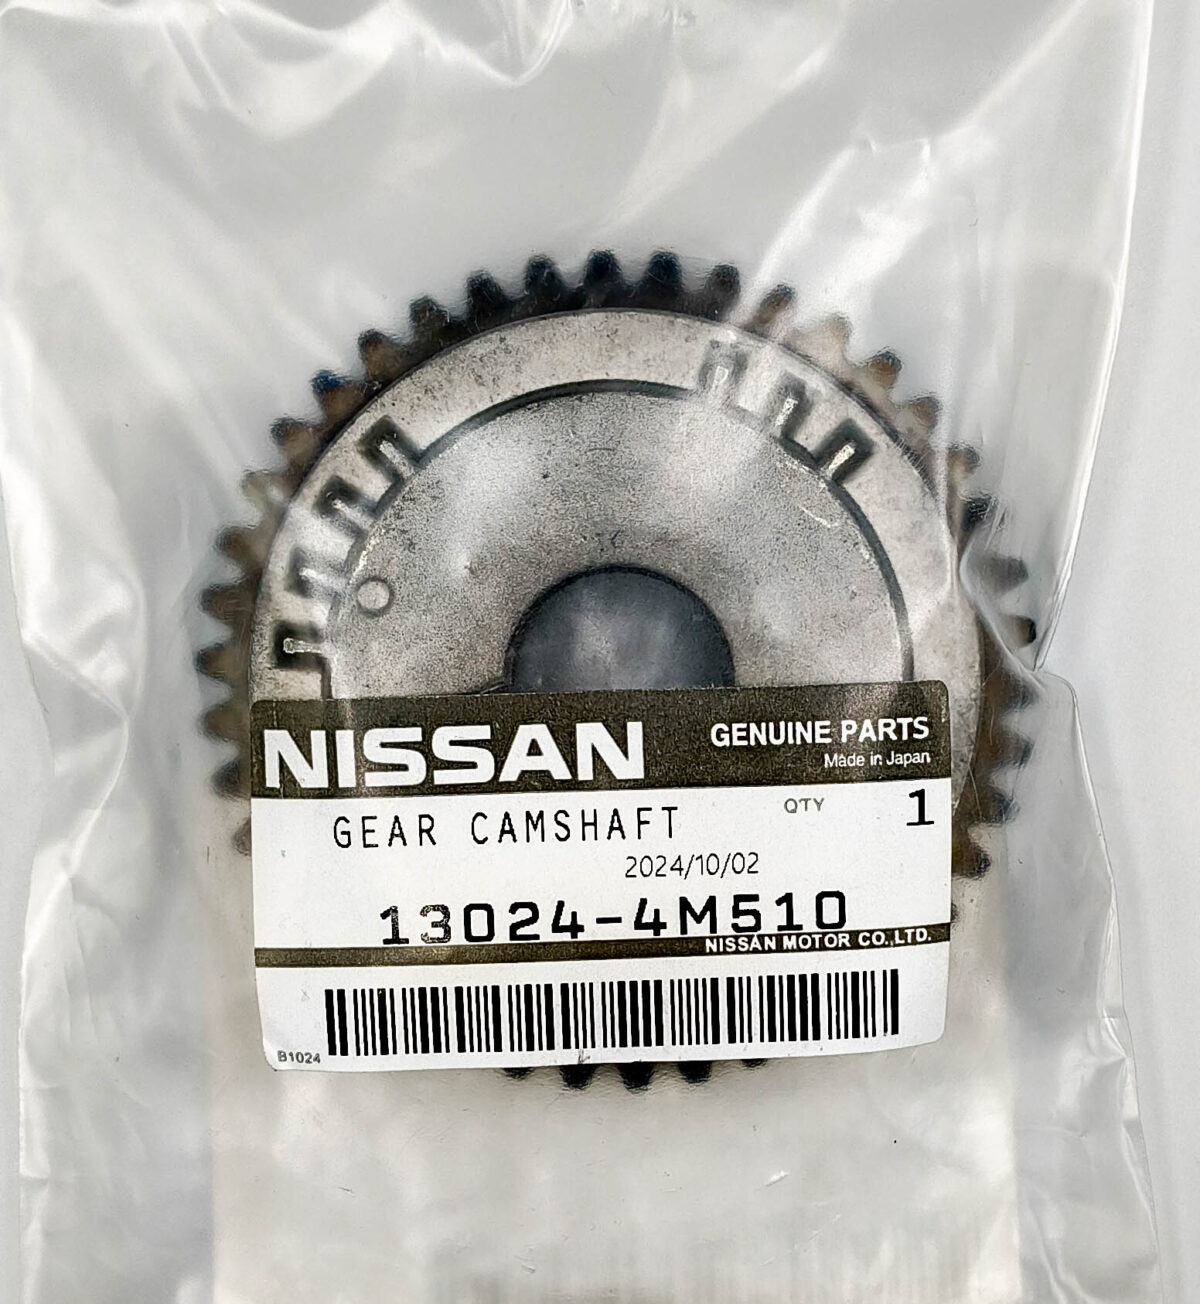 NISSAN
GENUINE PARTS
Made in Japan
GEAR CAMSHAFT
QTY
1
2024/10/02
13024-4M510
NISSAN MOTOR CO.,LTD.
B1024